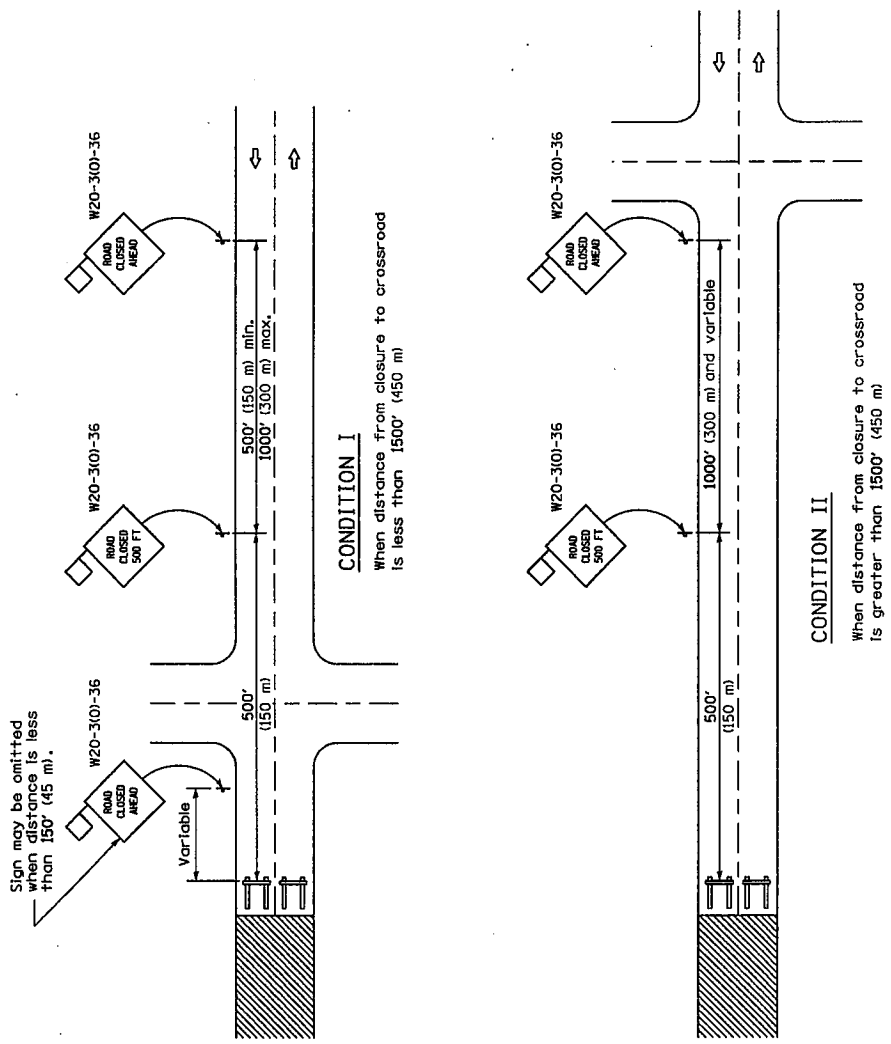 Sign may be omitted
when distance is less
than 150' (45 m).
W20-3(O)-36
ROAD
CLOSED
AHEAD
Variable
W20-3(O)-36
ROAD
CLOSED
500 FT
W20-3(O)-36
ROAD
CLOSED
AHEAD
500'
(150 m)
500' (150 m) min.
1000' (300 m) max.
CONDITION I
When distance from closure to crossroad
is less than 1500' (450 m)
W20-3(O)-36
ROAD
CLOSED
500 FT
W20-3(O)-36
ROAD
CLOSED
AHEAD
500'
(150 m)
1000' (300 m) and variable
CONDITION II
When distance from closure to crossroad
is greater than 1500' (450 m)